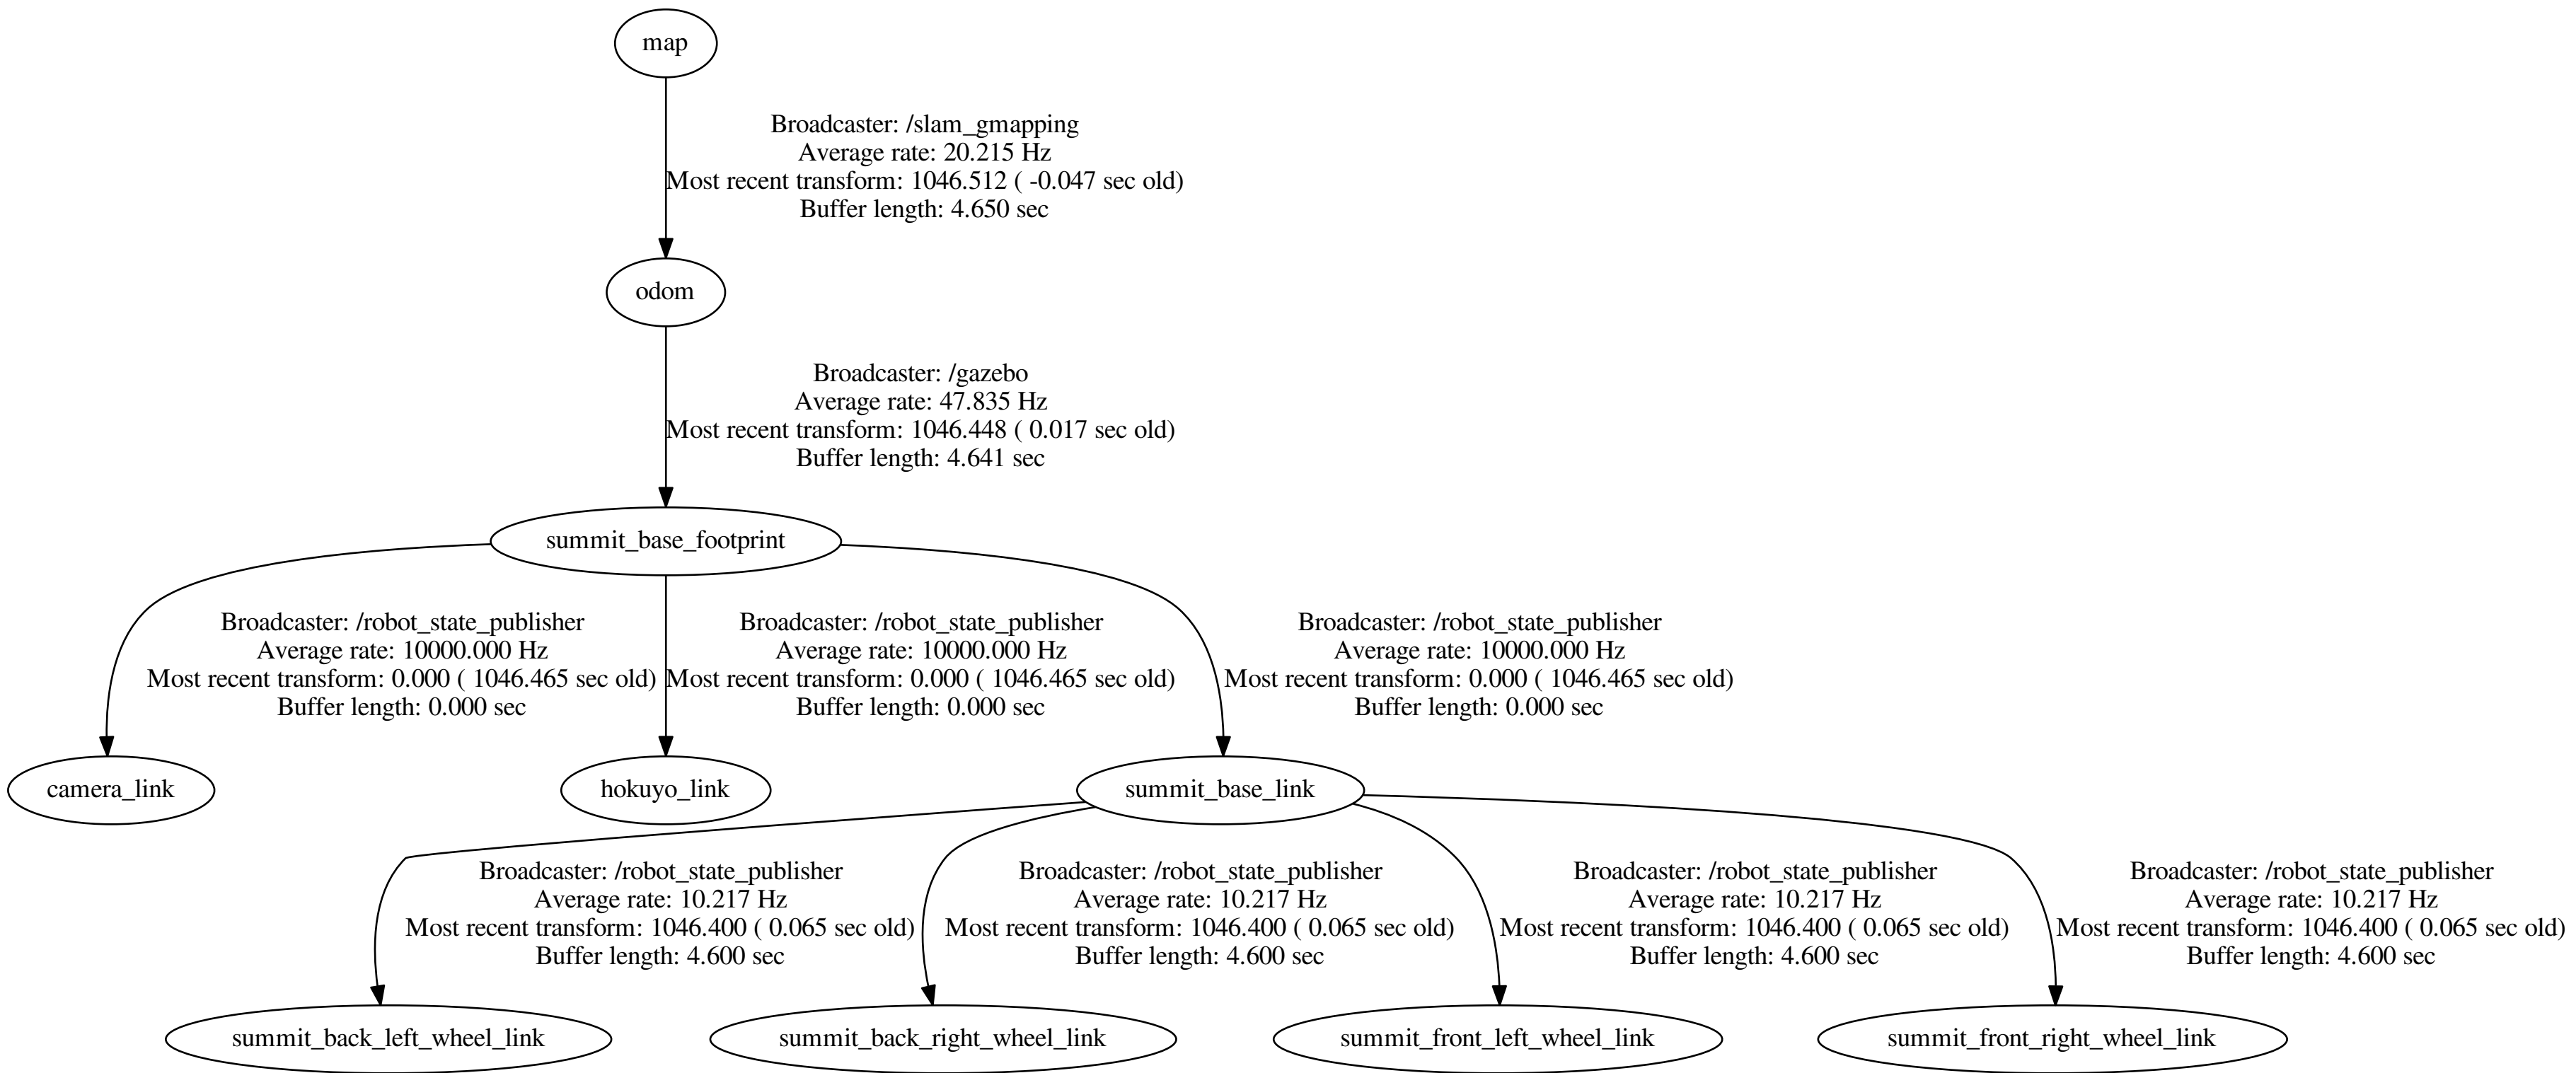 map
Broadcaster: /slam_gmapping
Average rate: 20.215 Hz
Most recent transform: 1046.512 ( -0.047 sec old)
Buffer length: 4.650 sec
odom
Broadcaster: /gazebo
Average rate: 47.835 Hz
Most recent transform: 1046.448 ( 0.017 sec old)
Buffer length: 4.641 sec
summit_base_footprint
Broadcaster: /robot_state_publisher
Average rate: 10000.000 Hz
Most recent transform: 0.000 ( 1046.465 sec old)
Buffer length: 0.000 sec
Broadcaster: /robot_state_publisher
Average rate: 10000.000 Hz
Most recent transform: 0.000 ( 1046.465 sec old)
Buffer length: 0.000 sec
Broadcaster: /robot_state_publisher
Average rate: 10000.000 Hz
Most recent transform: 0.000 ( 1046.465 sec old)
Buffer length: 0.000 sec
camera_link
hokuyo_link
summit_base_link
Broadcaster: /robot_state_publisher
Average rate: 10.217 Hz
Most recent transform: 1046.400 ( 0.065 sec old)
Buffer length: 4.600 sec
Broadcaster: /robot_state_publisher
Average rate: 10.217 Hz
Most recent transform: 1046.400 ( 0.065 sec old)
Buffer length: 4.600 sec
Broadcaster: /robot_state_publisher
Average rate: 10.217 Hz
Most recent transform: 1046.400 ( 0.065 sec old)
Buffer length: 4.600 sec
Broadcaster: /robot_state_publisher
Average rate: 10.217 Hz
Most recent transform: 1046.400 ( 0.065 sec old)
Buffer length: 4.600 sec
summit_back_left_wheel_link
summit_back_right_wheel_link
summit_front_left_wheel_link
summit_front_right_wheel_link